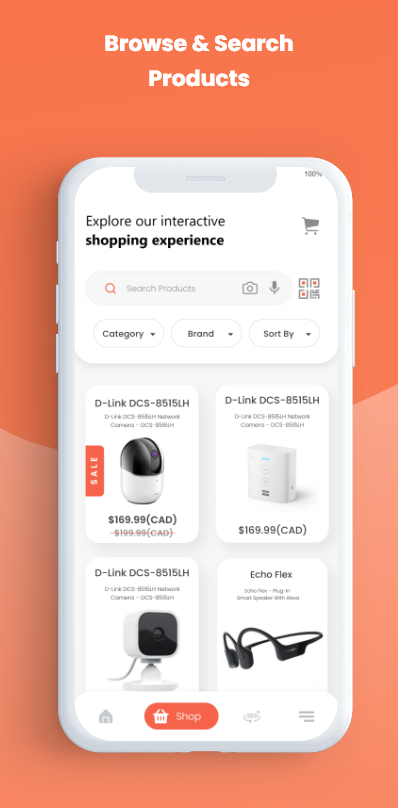 Browse & Search
Products
100%
Explore our interactive
shopping experience
Search Products
Category
Brand
Sort By
D-Link DCS-8515LH
D-Link DCS-8515LH Network
Camera - DCS-8515LH
SALE
$169.99(CAD)
$199.99(CAD)
D-Link DCS-8515LH
D-Link DCS-8515LH Network
Camera - DCS-8515LH
$169.99(CAD)
D-Link DCS-8515LH
D-Link DCS-8515LH Network
Camera - DCS-8515LH
Echo Flex
Echo Flex - Plug-In
Smart Speaker With Alexa
Shop
360